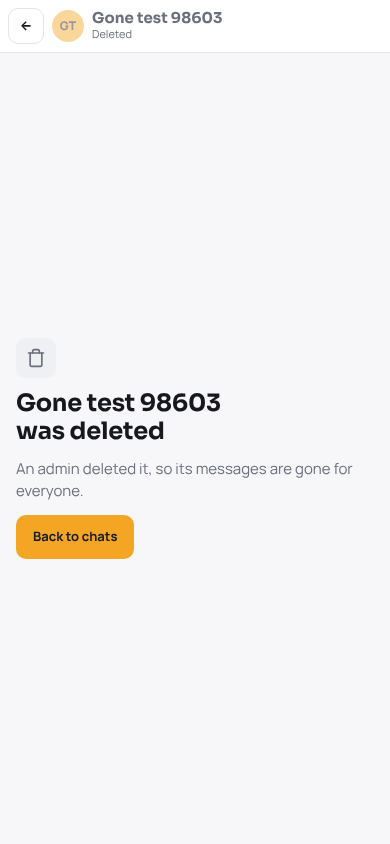 GT
Gone test 98603
Deleted
Gone test 98603
was deleted
An admin deleted it, so its messages are gone for
everyone.
Back to chats